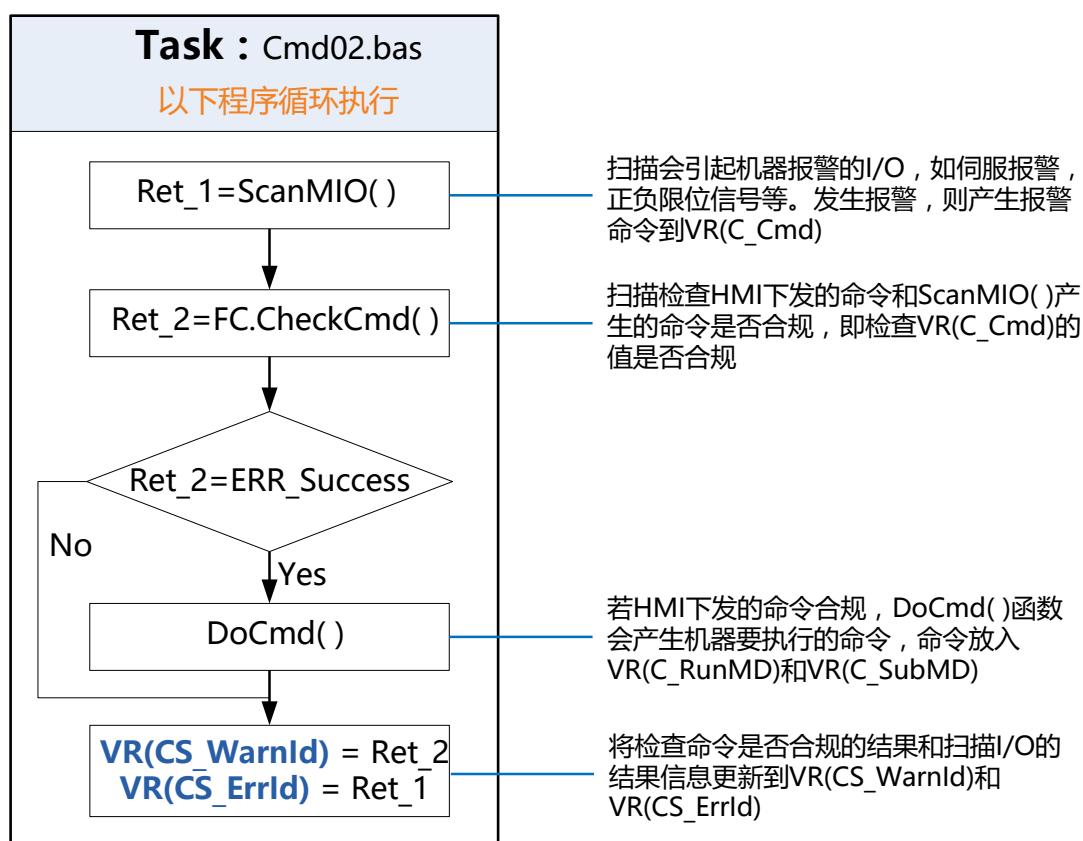 Task：Cmd02.bas
以下程序循环执行
Ret_1=ScanMIO( )
扫描会引起机器报警的I/O，如伺服报警，
正负限位信号等。发生报警，则产生报警
命令到VR(C_Cmd)
Ret_2=FC.CheckCmd( )
扫描检查HMI下发的命令和ScanMIO( )产
生的命令是否合规，即检查VR(C_Cmd)的
值是否合规
Ret_2=ERR_Success
No
Yes
DoCmd( )
若HMI下发的命令合规，DoCmd( )函数
会产生机器要执行的命令，命令放入
VR(C_RunMD)和VR(C_SubMD)
VR(CS_WarnId) = Ret_2
VR(CS_ErrId) = Ret_1
将检查命令是否合规的结果和扫描I/O的
结果信息更新到VR(CS_WarnId)和
VR(CS_ErrId)